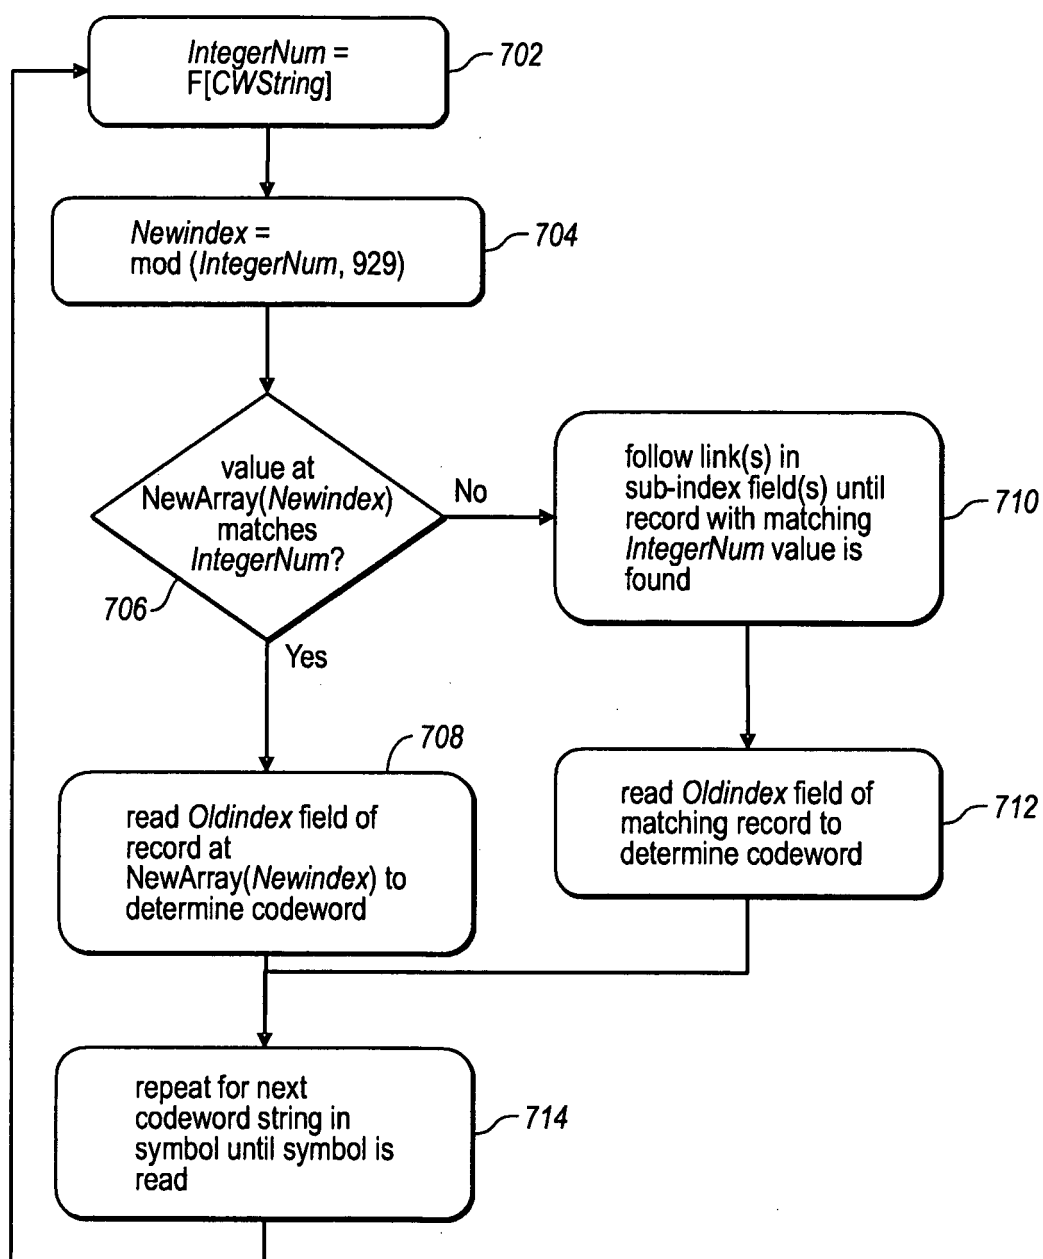 IntegerNum =
F[CWString]
702
Newindex =
mod (IntegerNum, 929)
704
value at
NewArray(Newindex)
matches
IntegerNum?
706
No
Yes
follow link(s) in
sub-index field(s) until
record with matching
IntegerNum value is
found
710
708
read Oldindex field of
record at
NewArray(Newindex) to
determine codeword
read Oldindex field of
matching record to
determine codeword
712
repeat for next
codeword string in
symbol until symbol is
read
714